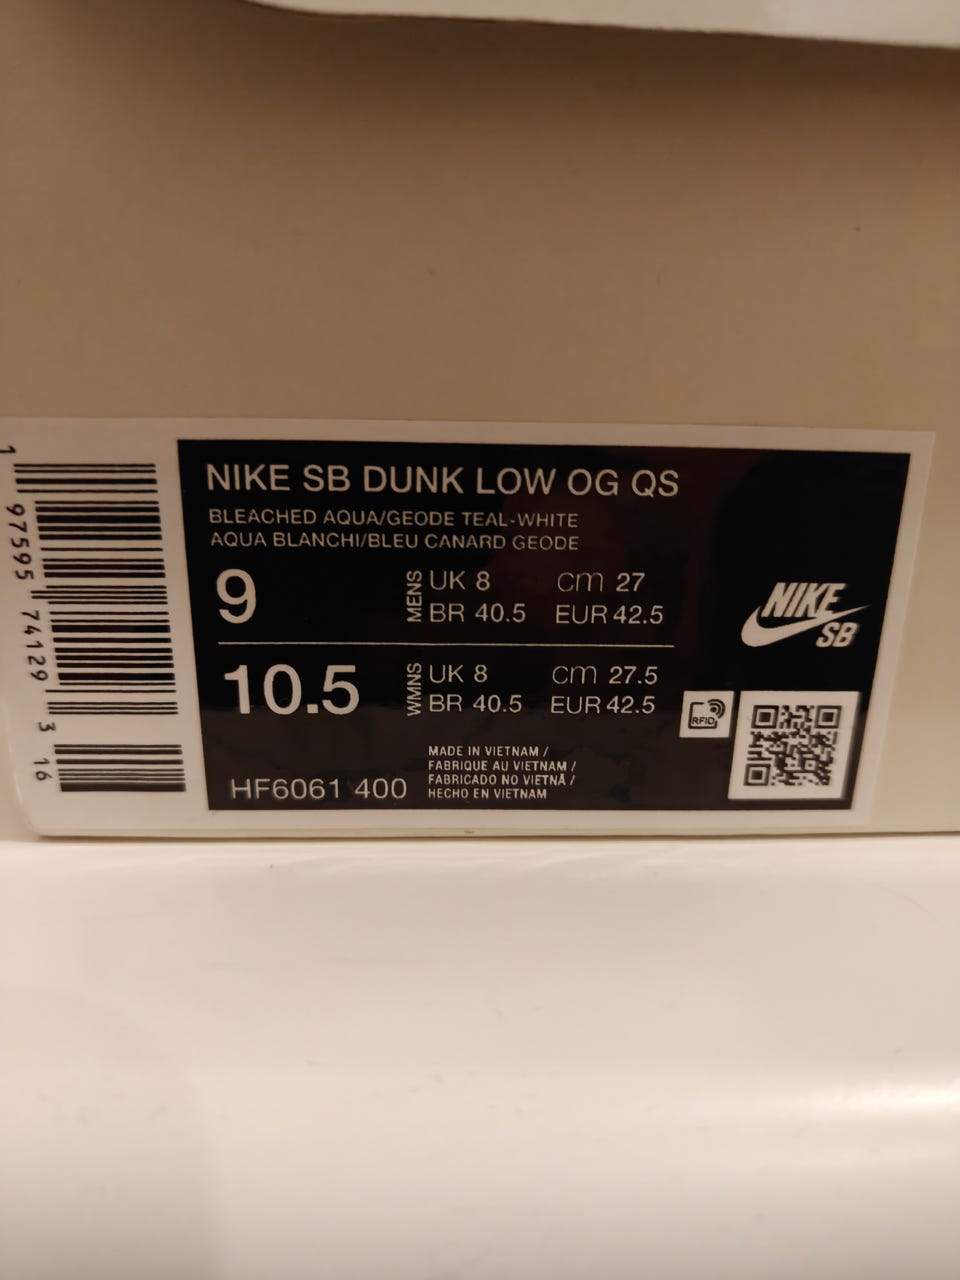 NIKE SB DUNK LOW OG QS
BLEACHED AQUA/GEODE TEAL-WHITE
AQUA BLANCHI/BLEU CANARD GEODE
9
MENS
UK 8 cm 27
BR 40.5 EUR 42.5
10.5
WMNS
UK 8 cm 27.5
BR 40.5 EUR 42.5
HF6061 400
MADE IN VIETNAM /
FABRIQUE AU VIETNAM /
FABRICADO NO VIETNÃ /
HECHO EN VIETNAM
NIKE
SB
RFID
1 97595 74129 3 16